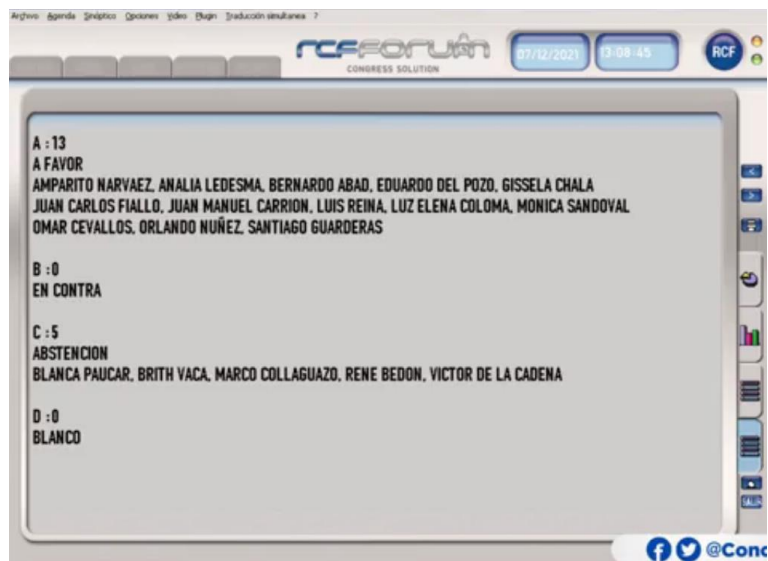 Archivo Agenda Sinóptico Opciones Video Plugin Traducción simultanea ?
RCF FORUM
CONGRESS SOLUTION
07/12/2021
13:08:45
RCF
A : 13
A FAVOR
AMPARITO NARVAEZ, ANALIA LEDESMA, BERNARDO ABAD, EDUARDO DEL POZO, GISSELA CHALA
JUAN CARLOS FIALLO, JUAN MANUEL CARRION, LUIS REINA, LUZ ELENA COLOMA, MONICA SANDOVAL
OMAR CEVALLOS, ORLANDO NUÑEZ, SANTIAGO GUARDERAS
B :0
EN CONTRA
C :5
ABSTENCION
BLANCA PAUCAR, BRITH VACA, MARCO COLLAGUAZO, RENE BEDON, VICTOR DE LA CADENA
D :0
BLANCO
@Conc